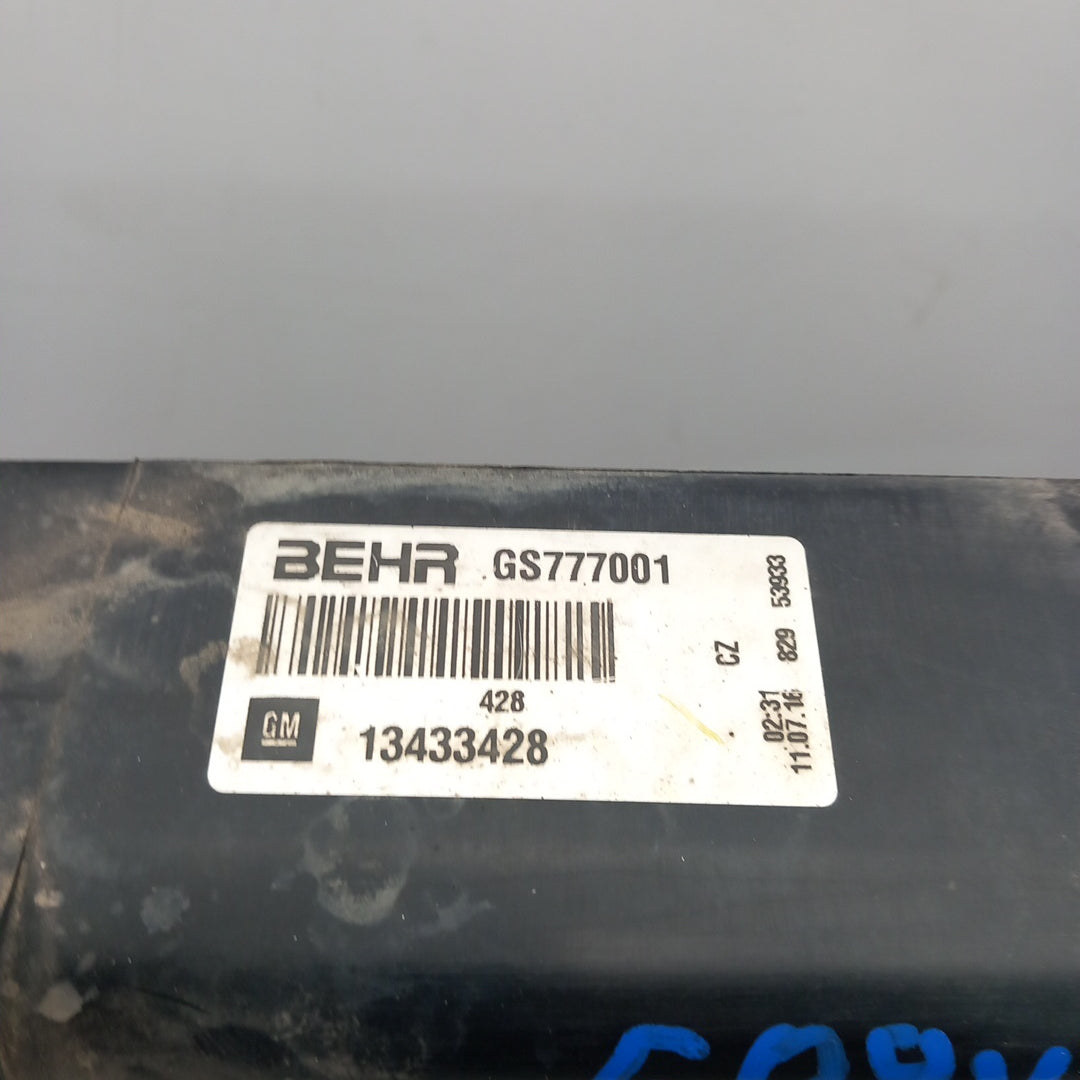 BEHR GS777001
428
GM 13433428
CZ
02:31 829 53933
11.07.16